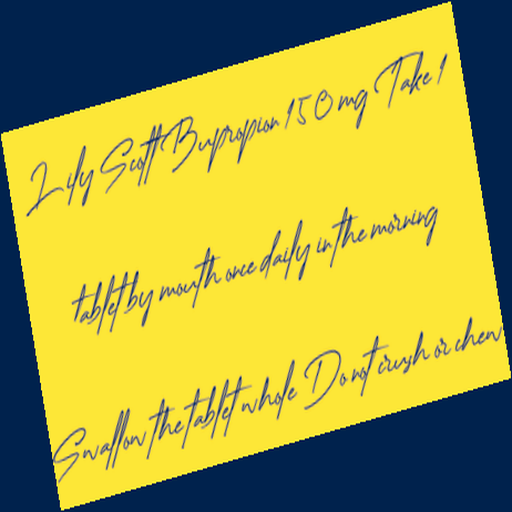 Lily Scott Bupropion 150 mg Take 1
tablet by mouth once daily in the morning
Swallow the tablet whole Do not crush or chew